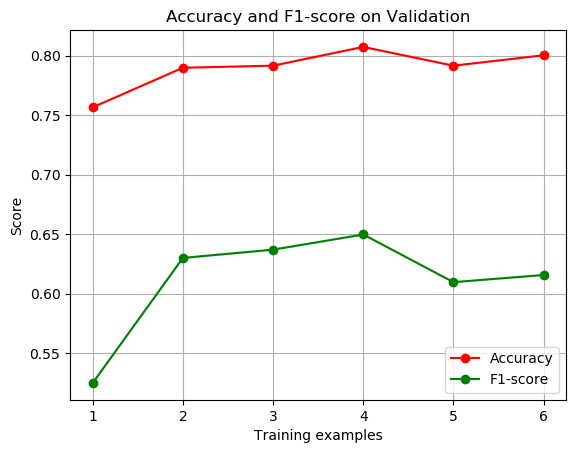 Accuracy and F1-score on Validation
Score
0.80
0.75
0.70
0.65
0.60
0.55
Accuracy
F1-score
1 2 3 4 5 6
Training examples